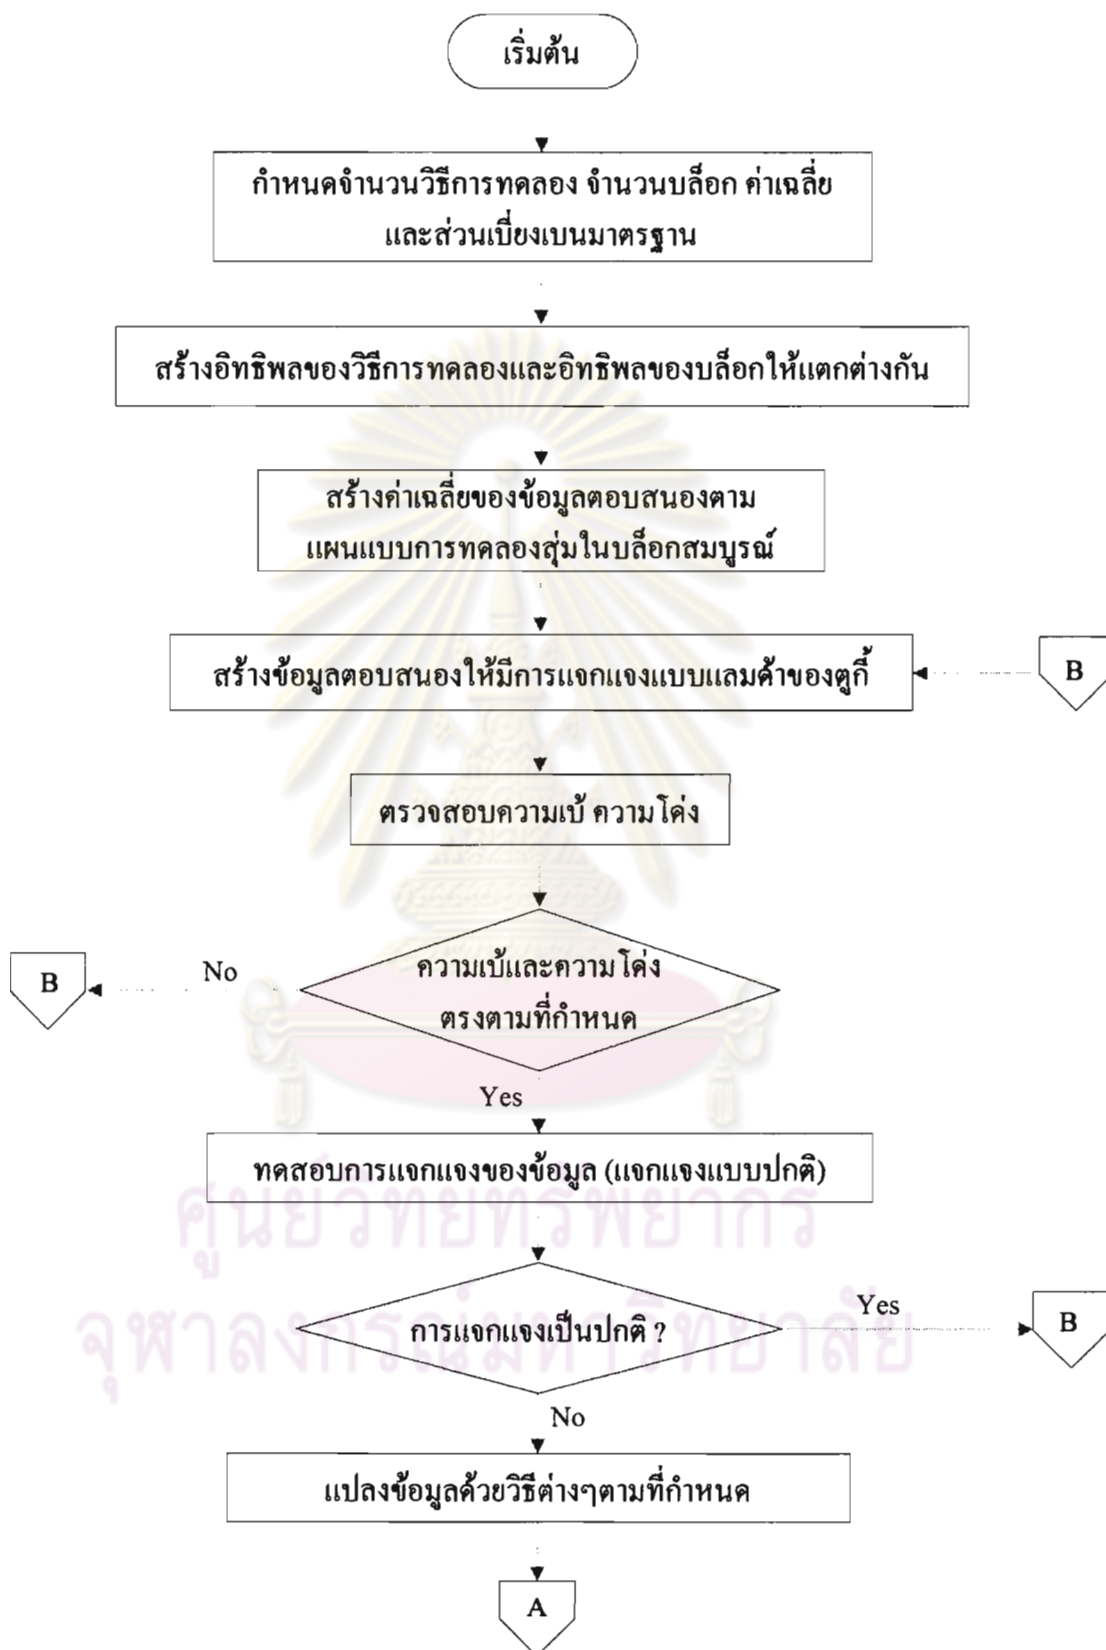 เริ่มต้น
กำหนดจำนวนวิธีการทดลอง จำนวนบล็อก ค่าเฉลี่ย
และส่วนเบี่ยงเบนมาตรฐาน
สร้างอิทธิพลของวิธีการทดลองและอิทธิพลของบล็อกให้แตกต่างกัน
สร้างค่าเฉลี่ยของข้อมูลตอบสนองตาม
แผนแบบการทดลองสุ่มในบล็อกสมบูรณ์
สร้างข้อมูลตอบสนองให้มีการแจกแจงแบบแลมด้าของตูกี้
B
ตรวจสอบความเบ้ ความโด่ง
B
No
ความเบ้และความโด่ง
ตรงตามที่กำหนด
Yes
ทดสอบการแจกแจงของข้อมูล (แจกแจงแบบปกติ)
ศูนย์วิทยทรัพยากร
การแจกแจงเป็นปกติ ?
Yes
B
จุฬาลงกรณ์มหาวิทยาลัย
No
แปลงข้อมูลด้วยวิธีต่างๆตามที่กำหนด
A